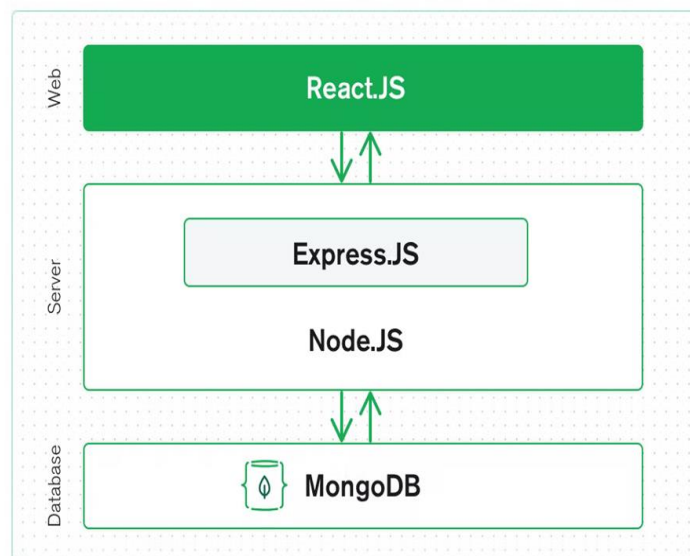 Web
React.JS
Server
Express.JS
Node.JS
Database
MongoDB